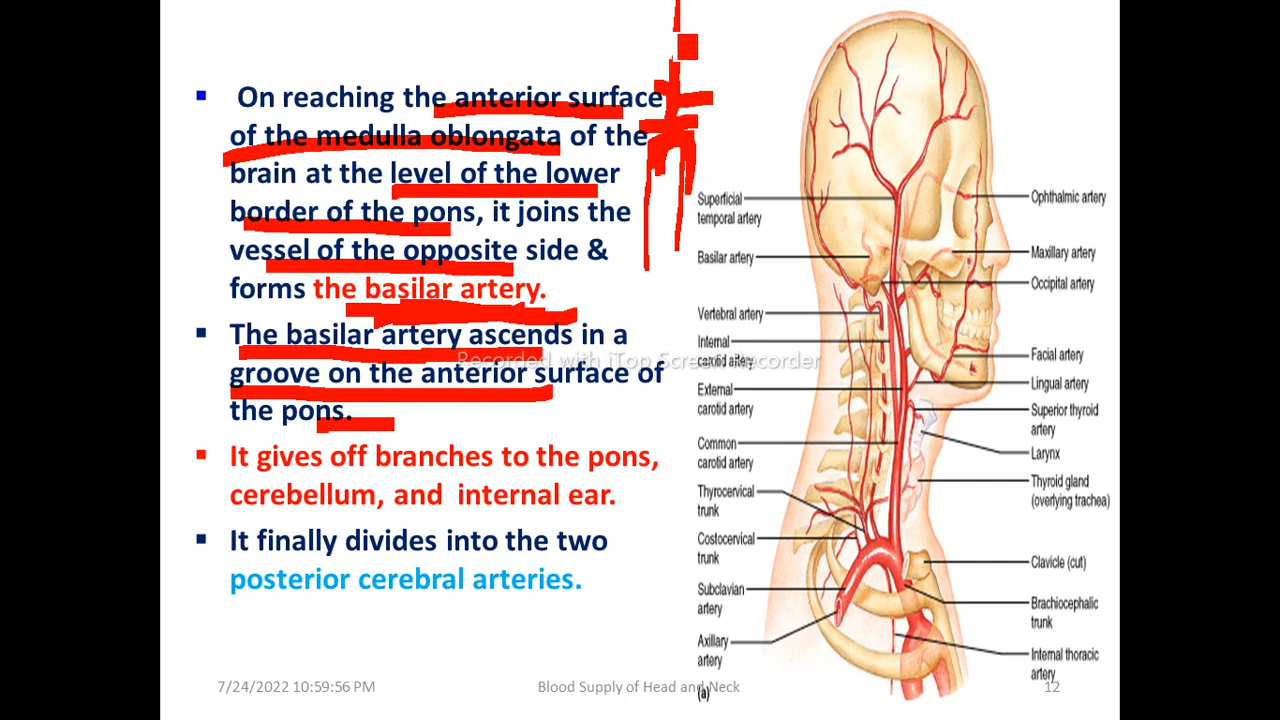 On reaching the anterior surface
of the medulla oblongata of the
brain at the level of the lower
border of the pons, it joins the
vessel of the opposite side &
forms the basilar artery.
The basilar artery ascends in a
groove on the anterior surface of
the pons.
It gives off branches to the pons,
cerebellum, and internal ear.
It finally divides into the two
posterior cerebral arteries.
Recorded with iTop Screen Recorder
Superficial
temporal artery
Basilar artery
Vertebral artery
Internal
carotid artery
External
carotid artery
Common
carotid artery
Thyrocervical
trunk
Costocervical
trunk
Subclavian
artery
Axillary
artery
Ophthalmic artery
Maxillary artery
Occipital artery
Facial artery
Lingual artery
Superior thyroid
artery
Larynx
Thyroid gland
(overlying trachea)
Clavicle (cut)
Brachiocephalic
trunk
Internal thoracic
artery
(a)
7/24/2022 10:59:56 PM
Blood Supply of Head and Neck
12